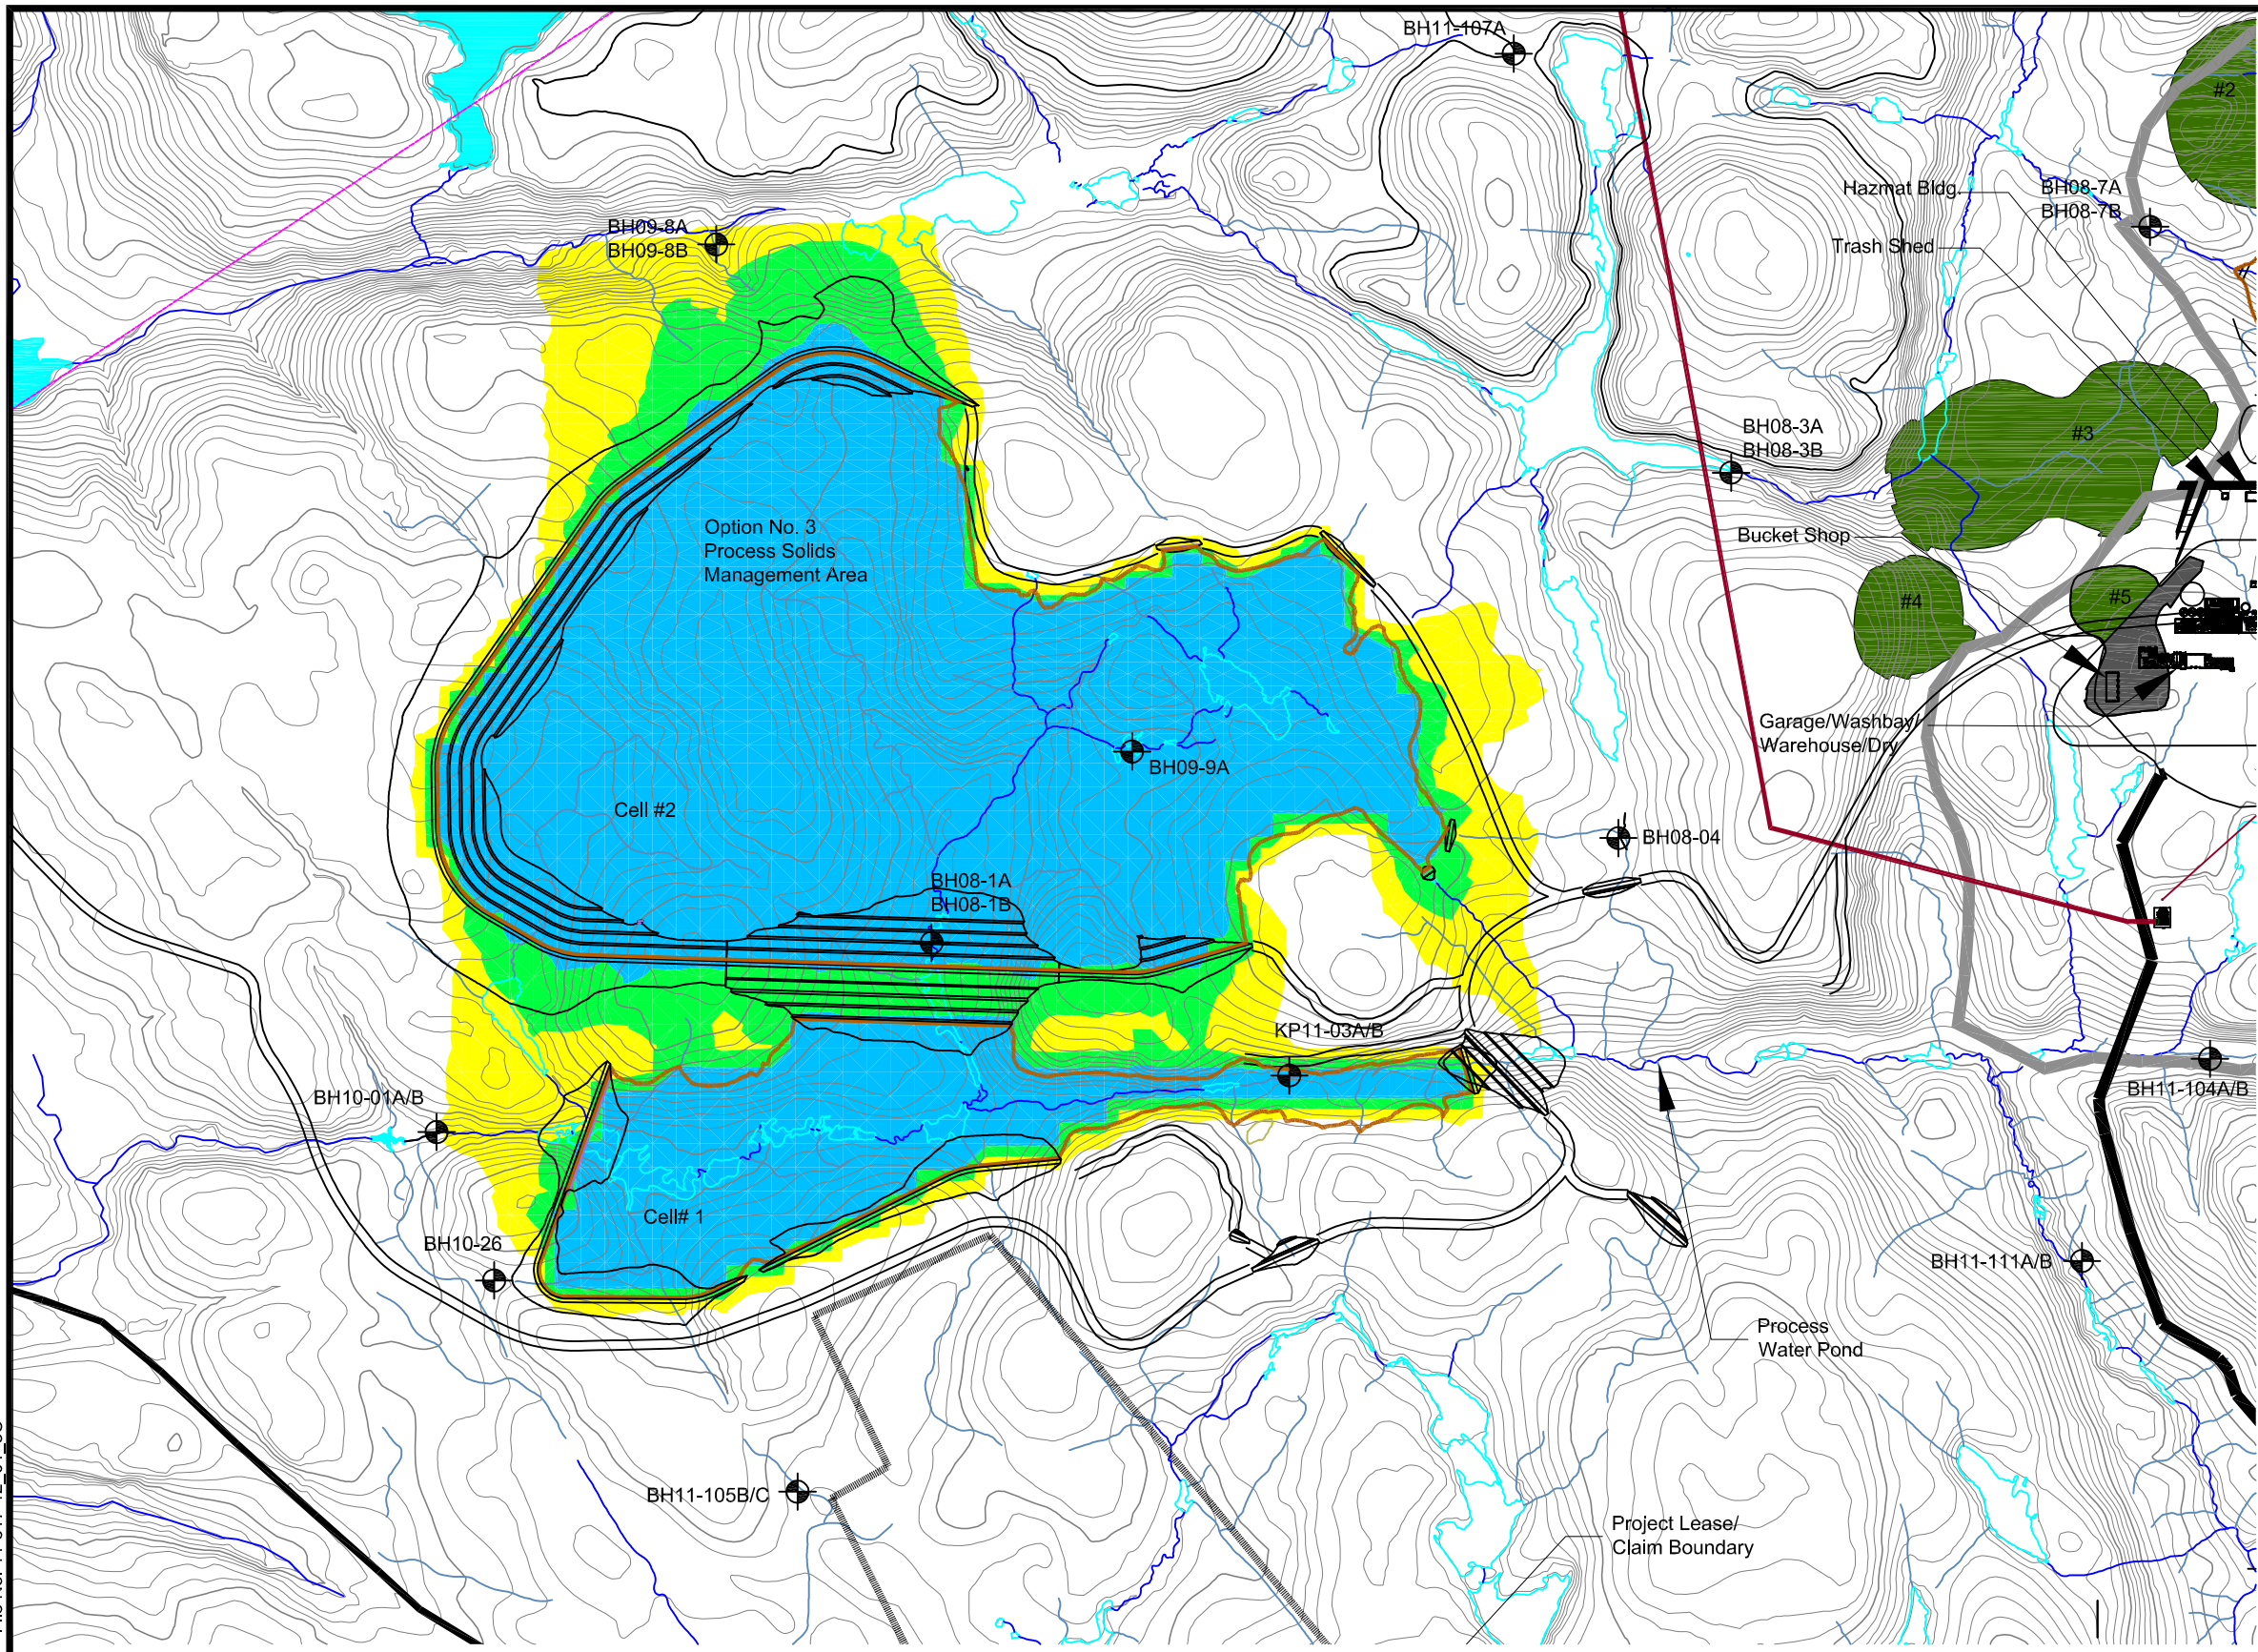 BH11-107A
#2
Hazmat Bldg.
BH08-7A
BH08-7B
BH09-8A
BH09-8B
Trash Shed
BH08-3A
BH08-3B
#3
Option No. 3
Process Solids
Management Area
Bucket Shop
#4
#5
Garage/Washbay/
Warehouse/Dry
BH09-9A
Cell #2
BH08-04
BH08-1A
BH08-1B
KP11-03A/B
BH10-01A/B
BH11-104A/B
Cell# 1
BH10-26
BH11-111A/B
Process
Water Pond
BH11-105B/C
Project Lease/
Claim Boundary